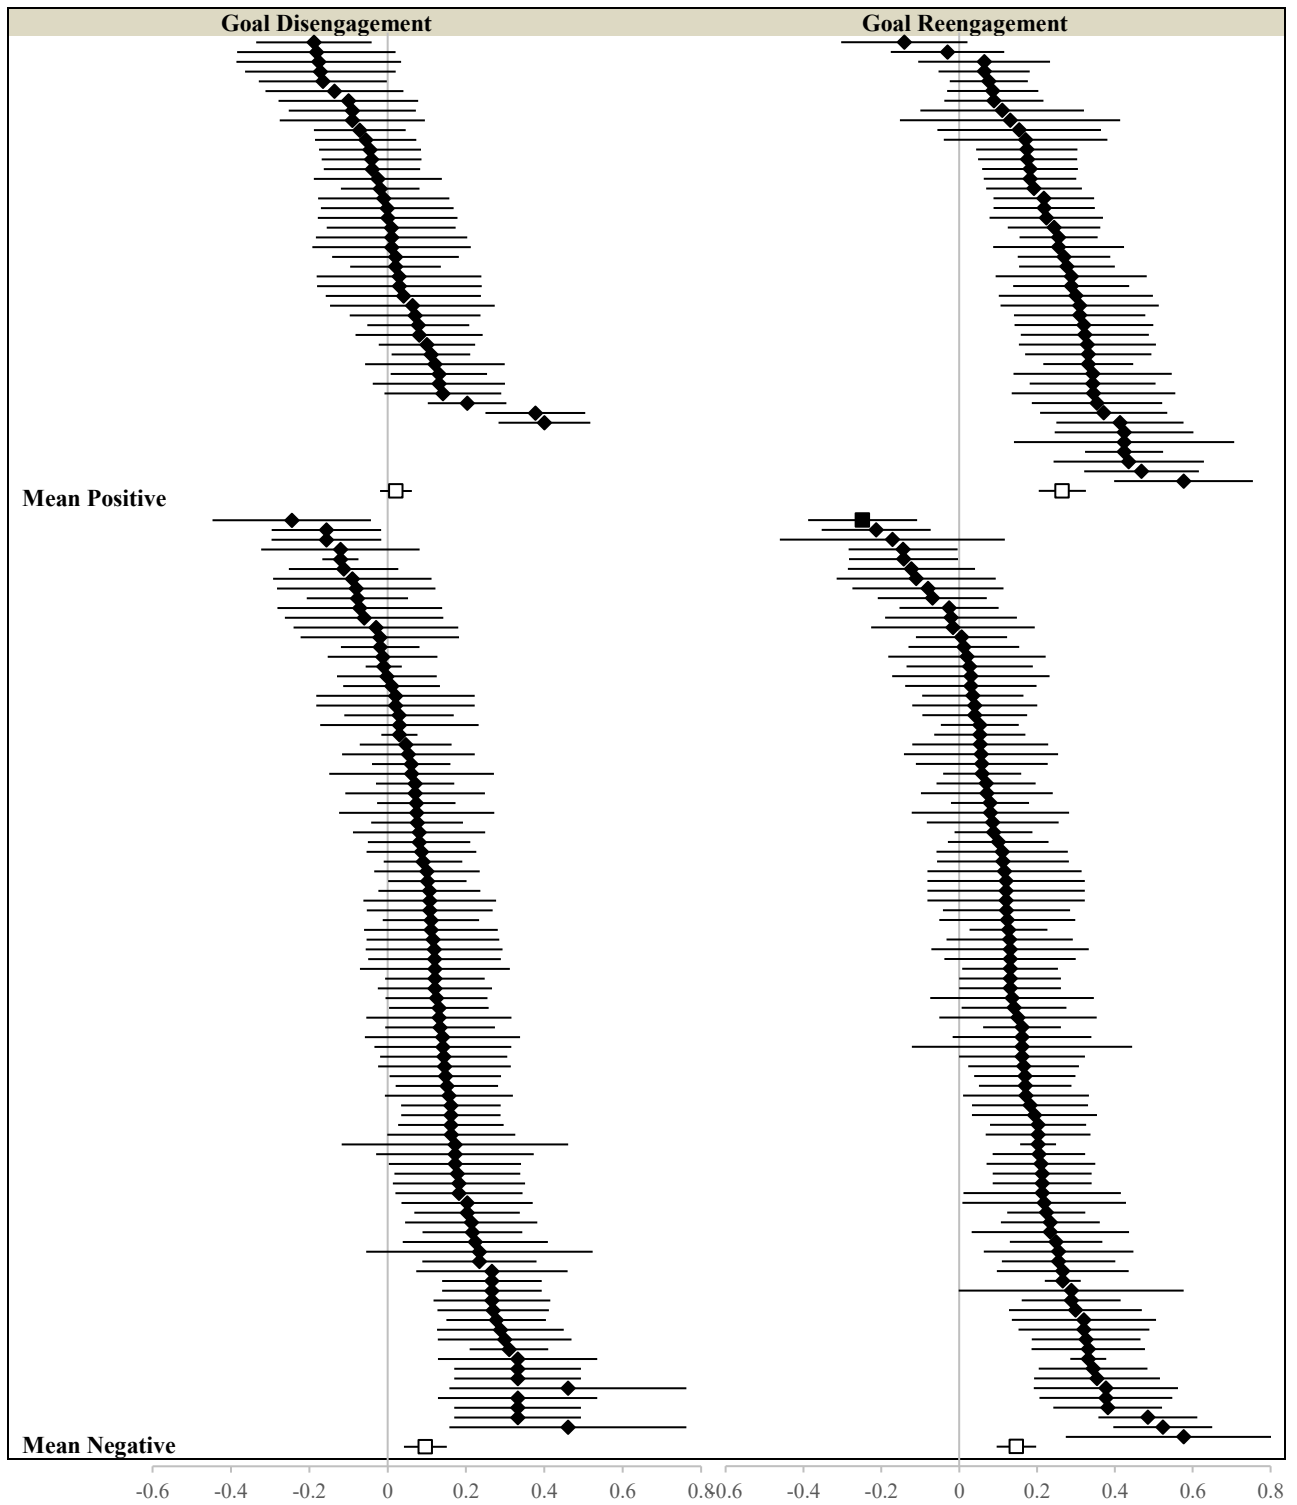 Goal Disengagement Goal Reengagement
Mean Positive
Mean Negative
-0.6 -0.4 -0.2 0 0.2 0.4 0.6 0.8 -0.6 -0.4 -0.2 0 0.2 0.4 0.6 0.8